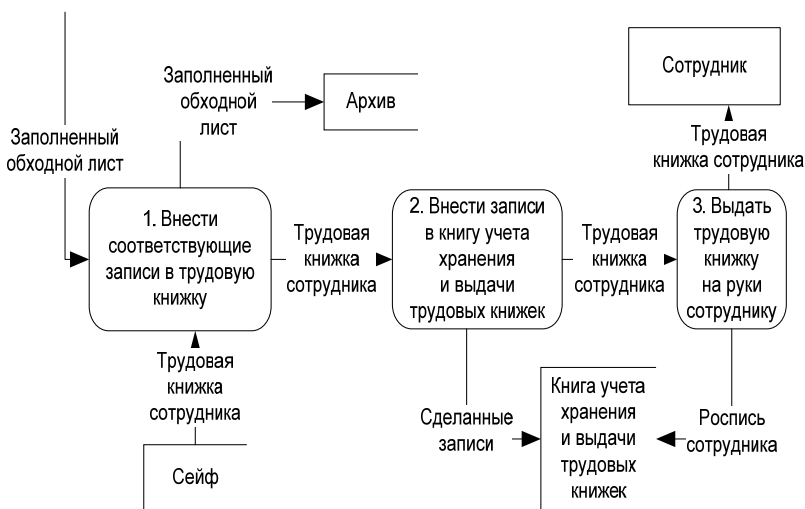 Заполненный
обходной лист
Заполненный
обходной
лист
Архив
Сотрудник
Трудовая
книжка сотрудника
1. Внести
соответствующие
записи в трудовую
книжку
Трудовая
книжка
сотрудника
2. Внести записи
в книгу учета
хранения
и выдачи
трудовых книжек
Трудовая
книжка
сотрудника
3. Выдать
трудовую
книжку
на руки
сотруднику
Трудовая
книжка
сотрудника
Сейф
Сделанные
записи
Книга учета
хранения
и выдачи
трудовых
книжек
Роспись
сотрудника